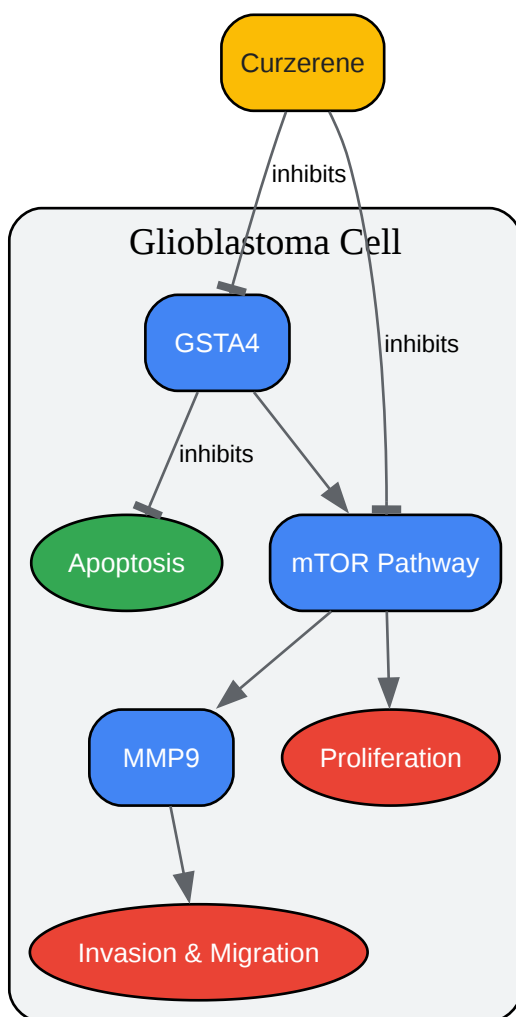 Curzerene
inhibits
Glioblastoma Cell
GSTA4
inhibits
inhibits
Apoptosis
mTOR Pathway
MMP9
Proliferation
Invasion & Migration